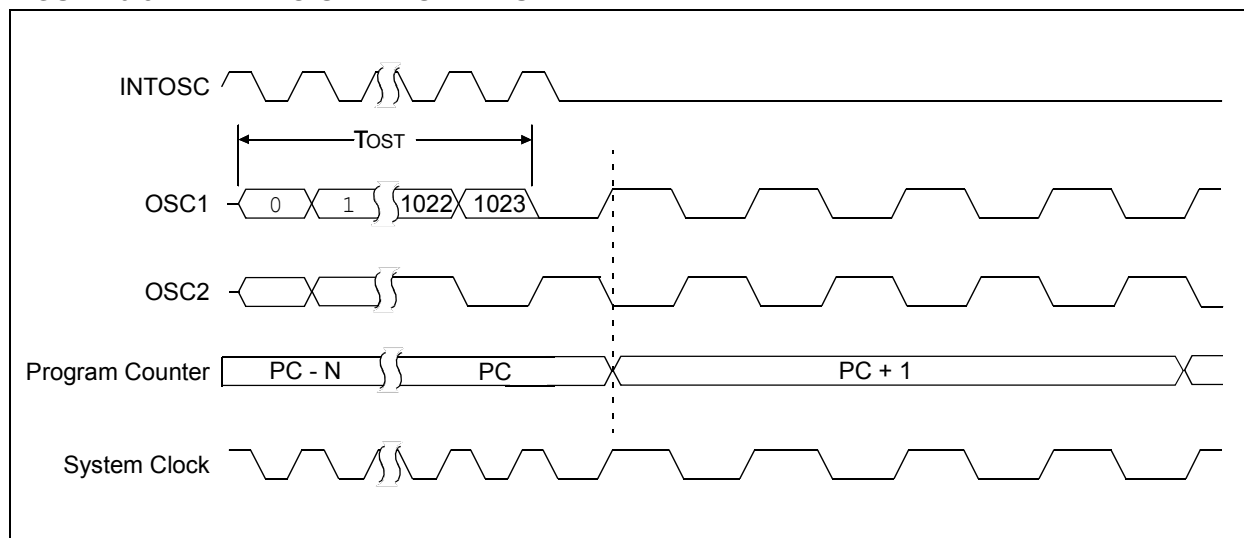 INTOSC
TOST
OSC1
0
1
1022
1023
OSC2
Program Counter
PC - N
PC
PC + 1
System Clock